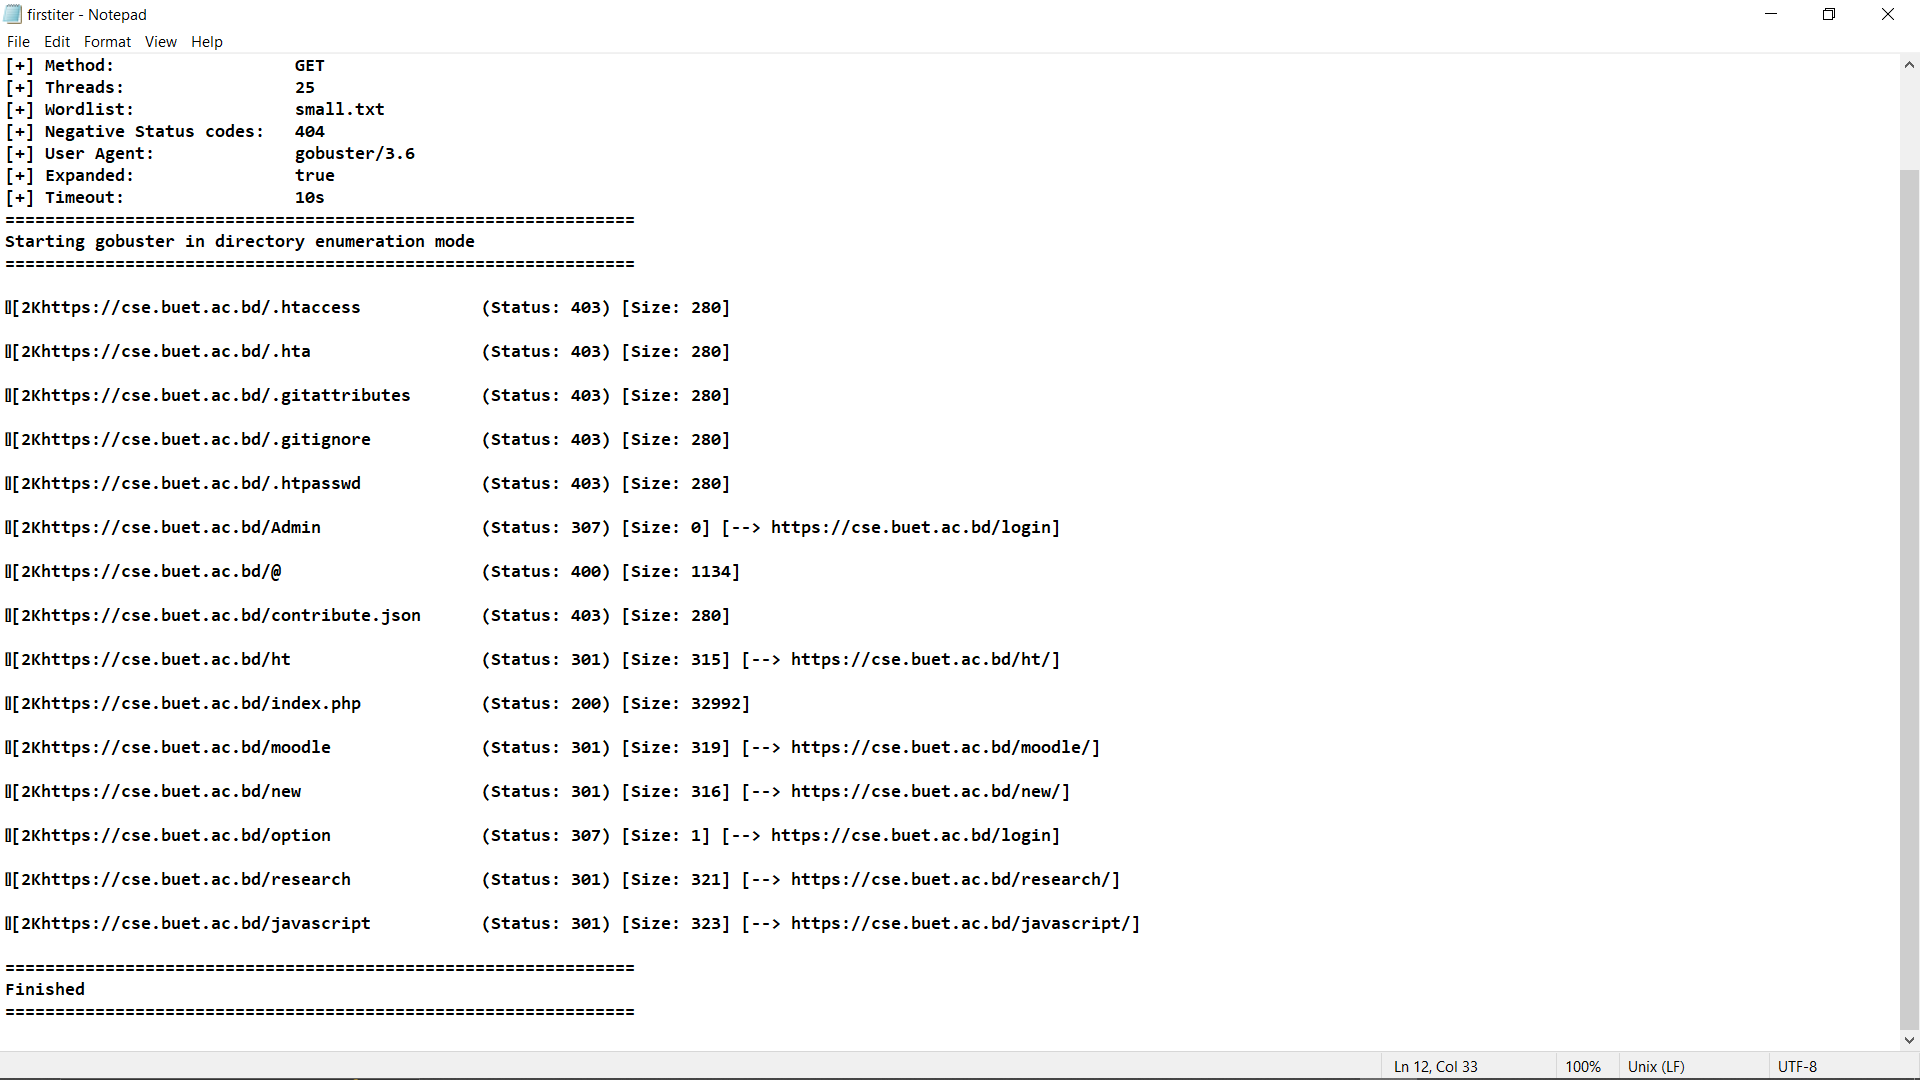 firstiter - Notepad
File Edit Format View Help
[+] Method:                  GET
[+] Threads:                 25
[+] Wordlist:                small.txt
[+] Negative Status codes:   404
[+] User Agent:              gobuster/3.6
[+] Expanded:                true
[+] Timeout:                 10s
===============================================================
Starting gobuster in directory enumeration mode
===============================================================
[2Khttps://cse.buet.ac.bd/.htaccess            (Status: 403) [Size: 280]
[2Khttps://cse.buet.ac.bd/.hta                 (Status: 403) [Size: 280]
[2Khttps://cse.buet.ac.bd/.gitattributes       (Status: 403) [Size: 280]
[2Khttps://cse.buet.ac.bd/.gitignore           (Status: 403) [Size: 280]
[2Khttps://cse.buet.ac.bd/.htpasswd            (Status: 403) [Size: 280]
[2Khttps://cse.buet.ac.bd/Admin                (Status: 307) [Size: 0] [--> https://cse.buet.ac.bd/login]
[2Khttps://cse.buet.ac.bd/@                    (Status: 400) [Size: 1134]
[2Khttps://cse.buet.ac.bd/contribute.json      (Status: 403) [Size: 280]
[2Khttps://cse.buet.ac.bd/ht                   (Status: 301) [Size: 315] [--> https://cse.buet.ac.bd/ht/]
[2Khttps://cse.buet.ac.bd/index.php            (Status: 200) [Size: 32992]
[2Khttps://cse.buet.ac.bd/moodle               (Status: 301) [Size: 319] [--> https://cse.buet.ac.bd/moodle/]
[2Khttps://cse.buet.ac.bd/new                  (Status: 301) [Size: 316] [--> https://cse.buet.ac.bd/new/]
[2Khttps://cse.buet.ac.bd/option               (Status: 307) [Size: 1] [--> https://cse.buet.ac.bd/login]
[2Khttps://cse.buet.ac.bd/research             (Status: 301) [Size: 321] [--> https://cse.buet.ac.bd/research/]
[2Khttps://cse.buet.ac.bd/javascript           (Status: 301) [Size: 323] [--> https://cse.buet.ac.bd/javascript/]
===============================================================
Finished
===============================================================
Ln 12, Col 33 100% Unix (LF) UTF-8